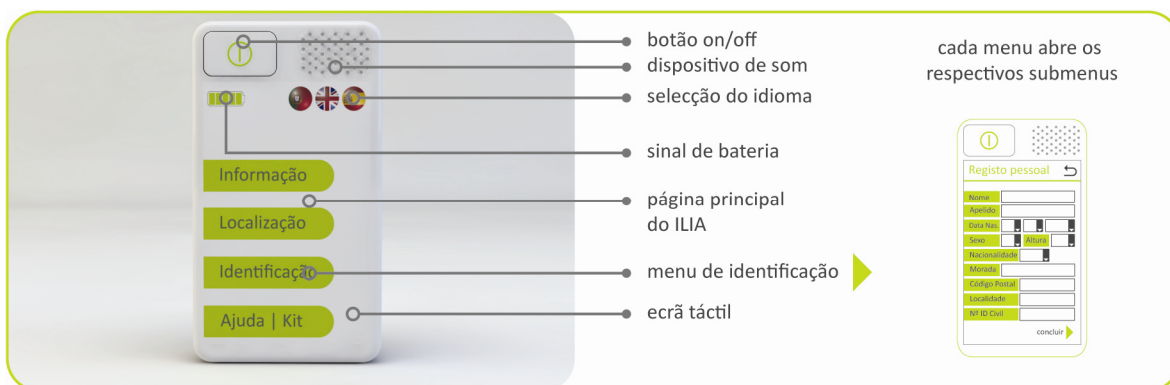 botão on/off
dispositivo de som
selecção do idioma
sinal de bateria
página principal
do ILIA
menu de identificação
ecrã táctil
Informação
Localização
Identificação
Ajuda | Kit
cada menu abre os
respectivos submenus
Registo pessoal
Nome
Apelido
Data Nas.
Sexo
Altura
Nacionalidade
Morada
Código Postal
Localidade
Nº ID Civil
concluir